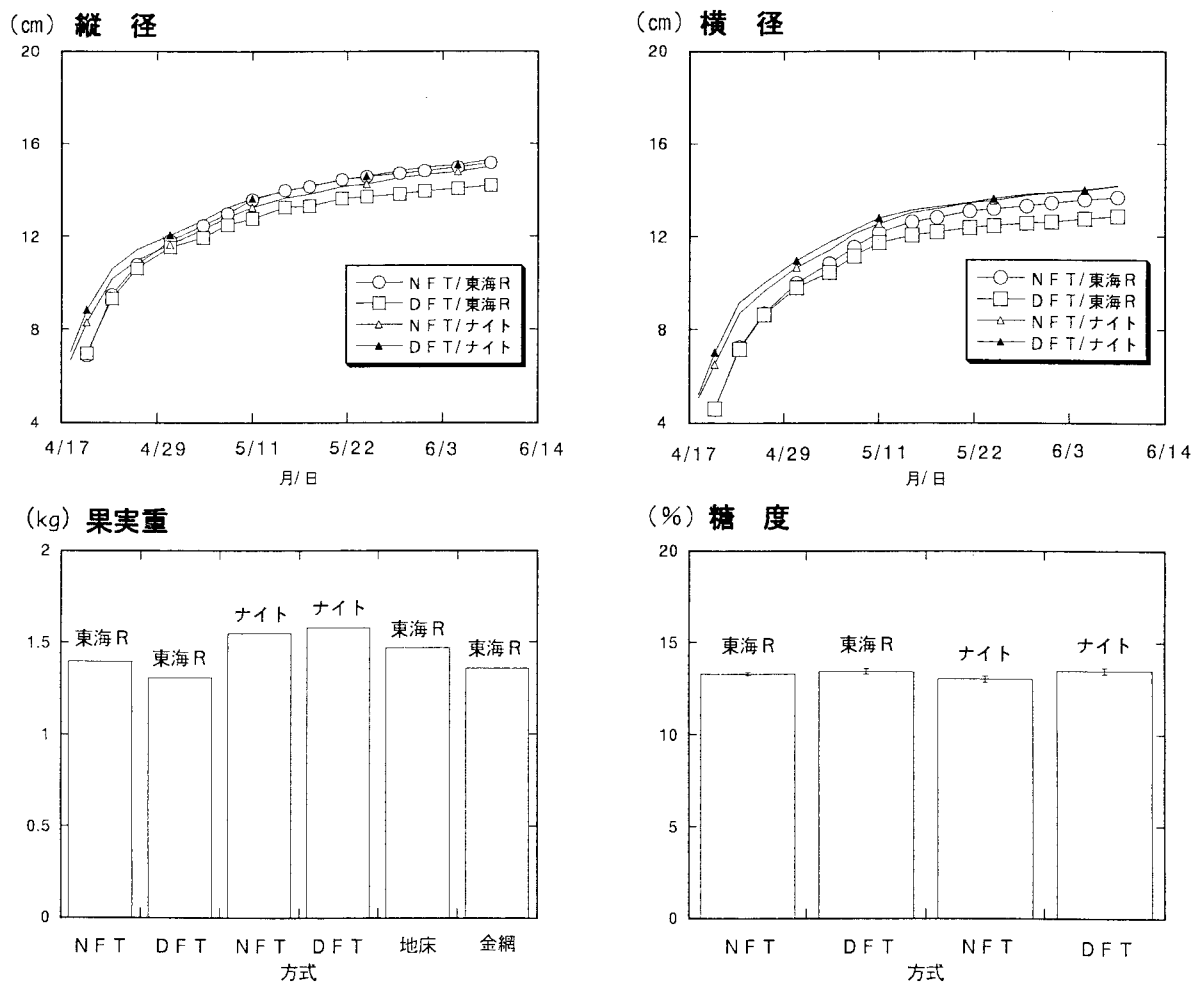 (cm) 縦 径
20
16
12
8
4
4/17 4/29 5/11 5/22 6/3 6/14
月/日
NFT/東海R
DFT/東海R
NFT/ナイト
DFT/ナイト
(cm) 横 径
20
16
12
8
4
4/17 4/29 5/11 5/22 6/3 6/14
月/日
NFT/東海R
DFT/東海R
NFT/ナイト
DFT/ナイト
(kg) 果実重
2
1.5
1
0.5
0
東海R 東海R ナイト ナイト 東海R 東海R
NFT DFT NFT DFT 地床 金網
方式
(%) 糖 度
20
15
10
5
0
東海R 東海R ナイト ナイト
NFT DFT NFT DFT
方式